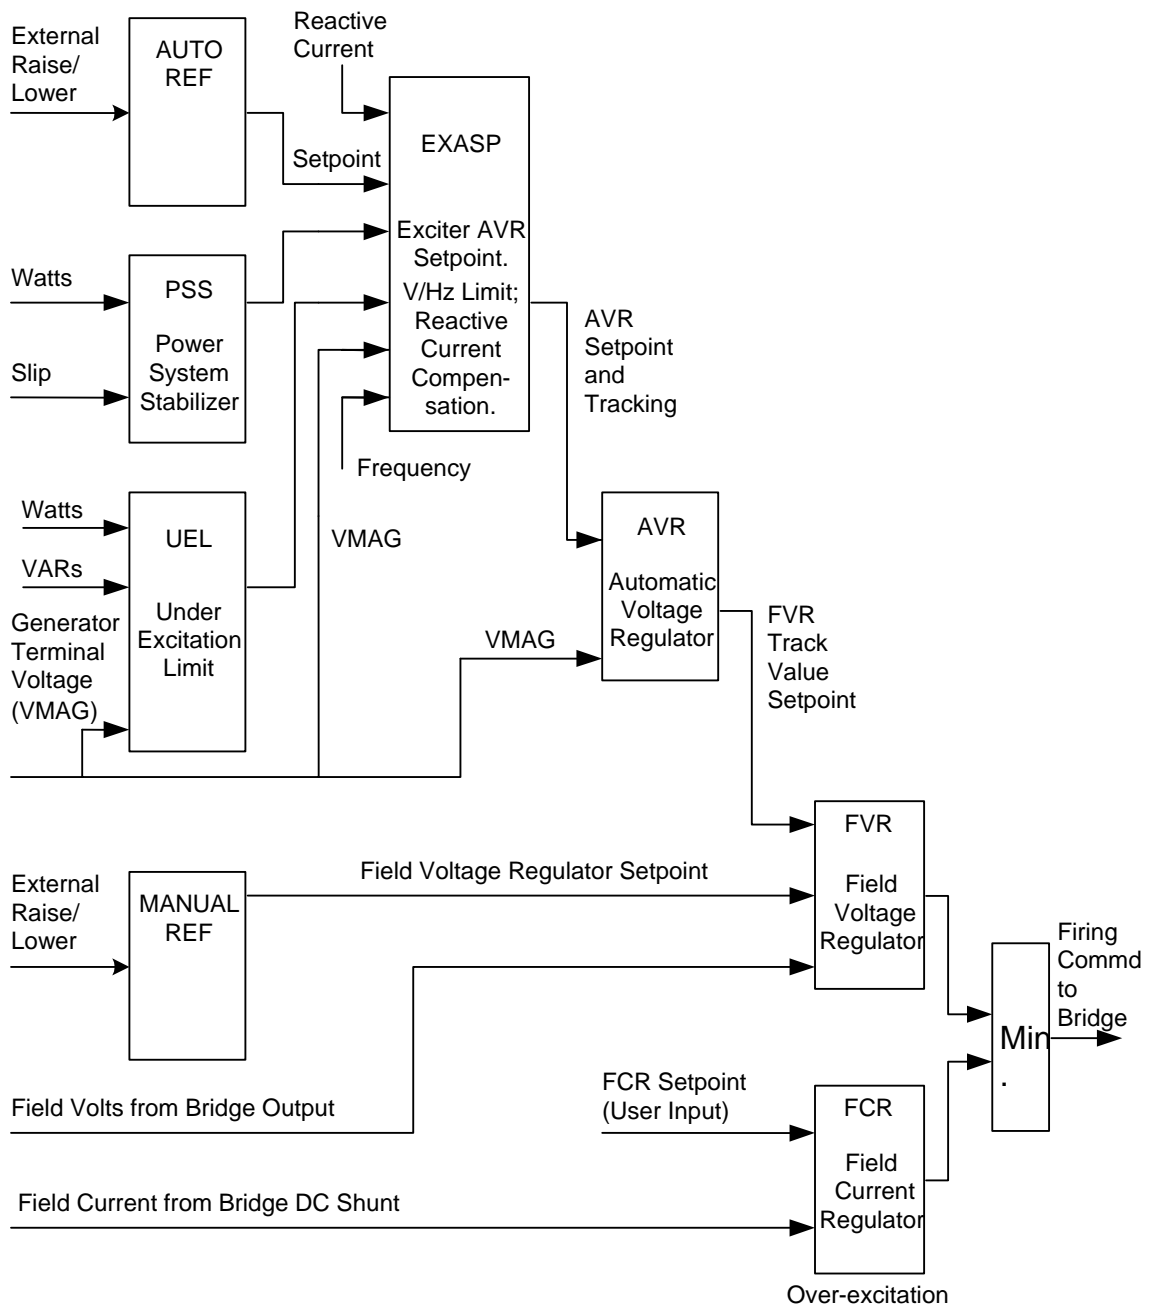 External
Raise/
Lower
AUTO
REF
Reactive
Current
Setpoint
EXASP
Exciter AVR
Setpoint.
V/Hz Limit;
Reactive
Current
Compen-
sation.
Watts
Slip
PSS
Power
System
Stabilizer
AVR
Setpoint
and
Tracking
Frequency
Watts
VARs
Generator
Terminal
Voltage
(VMAG)
UEL
Under
Excitation
Limit
VMAG
AVR
Automatic
Voltage
Regulator
VMAG
FVR
Track
Value
Setpoint
External
Raise/
Lower
MANUAL
REF
Field Voltage Regulator Setpoint
FVR
Field
Voltage
Regulator
Firing
Commd
to
Bridge
Min
.
Field Volts from Bridge Output
FCR Setpoint
(User Input)
FCR
Field
Current
Regulator
Field Current from Bridge DC Shunt
Over-excitation